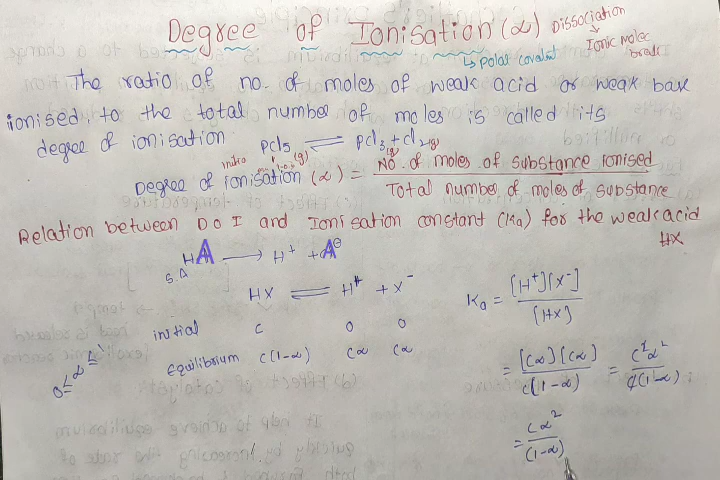 Degree of Ionisation (α) Dissociation
↳ Polar covalent
↓
Ionic molec
break
The ratio of no. of moles of weak acid or weak base
ionised to the total number of moles is called its
degree of ionisation
PCl5 ⇌ PCl3(g) + Cl2(g)
Degree of ionisation (α) = No. of moles of substance ionised
Total number of moles of substance
Relation between D o I and Ionisation constant (Ka) for the weak acid
HX
HA → H+ + A⊖
S.A
HX ⇌ H+ + X-
Ka = [H+][X-]
[HX]
initial C 0 0
Equilibrium C(1-α) Cα Cα
0 ≤ α ≤ 1
= [Cα][Cα] = C²α²
C(1-α) C(1-α)
= Cα²
(1-α)